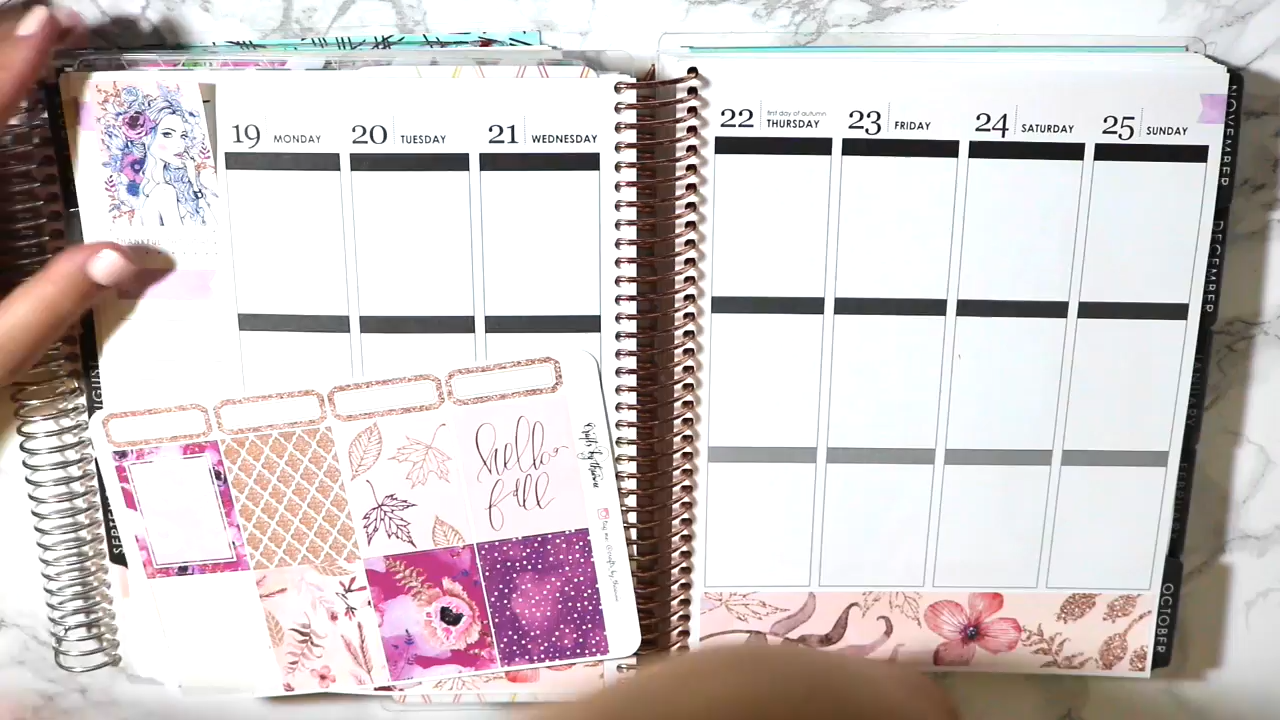 19 MONDAY
20 TUESDAY
21 WEDNESDAY
22 first day of autumn THURSDAY
23 FRIDAY
24 SATURDAY
25 SUNDAY
hello
fall
NOVEMBER
DECEMBER
JANUARY
FEBRUARY
OCTOBER